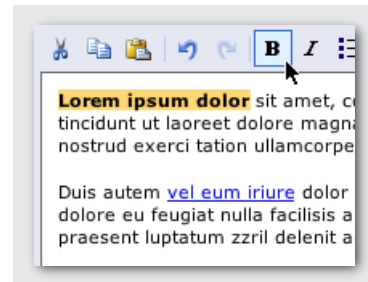 B I
Lorem ipsum dolor sit amet,
tincidunt ut laoreet dolore magna
nostrud exerci tation ullamcorpe
Duis autem vel eum iriure dolor
dolore eu feugiat nulla facilisis a
praesent luptatum zzril delenit a